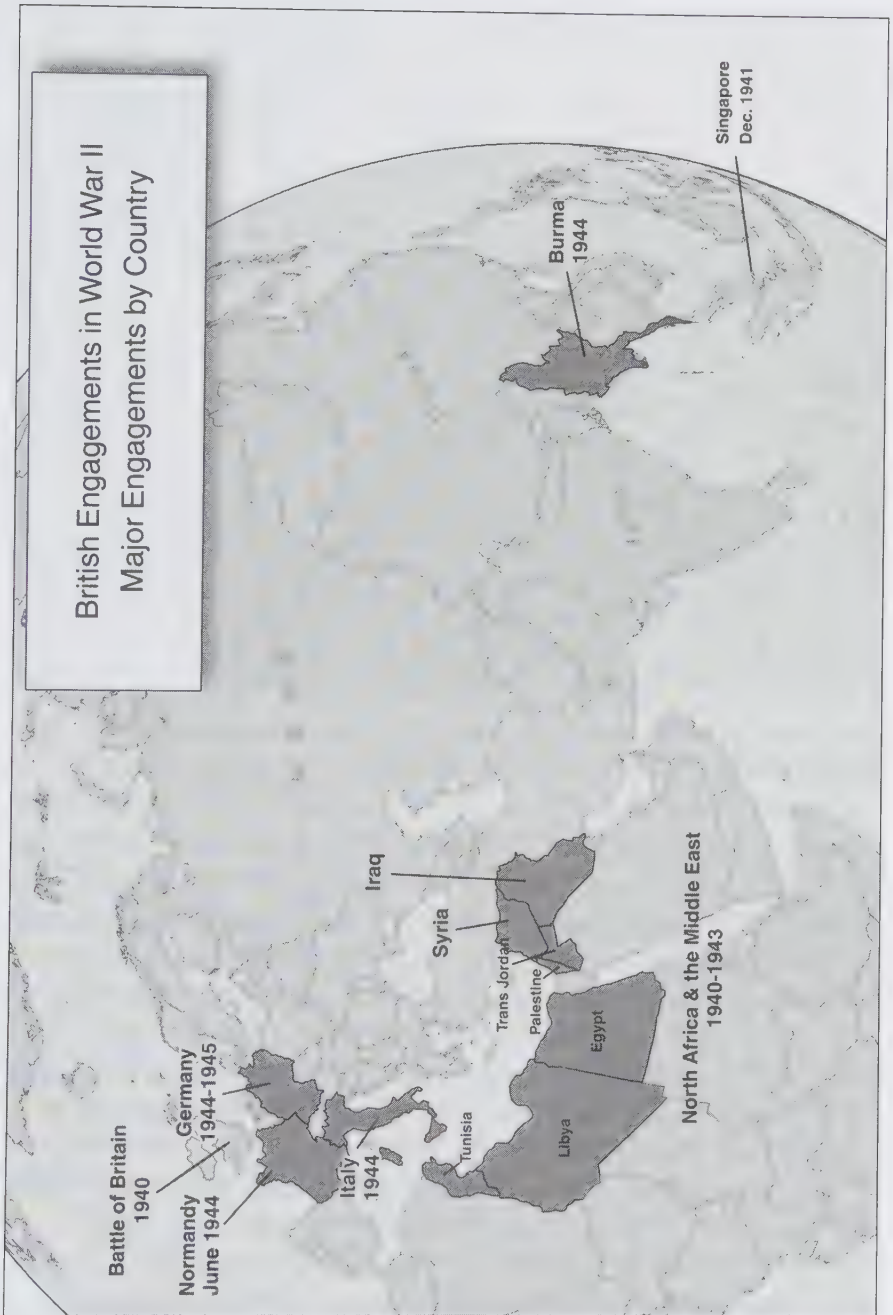 British Engagements in World War II
Major Engagements by Country
Battle of Britain
1940
Normandy
June 1944
Germany
1944-1945
Italy
1944
Tunisia
Libya
Egypt
Palestine
Trans Jordan
Syria
Iraq
North Africa & the Middle East
1940-1943
Burma
1944
Singapore
Dec. 1941